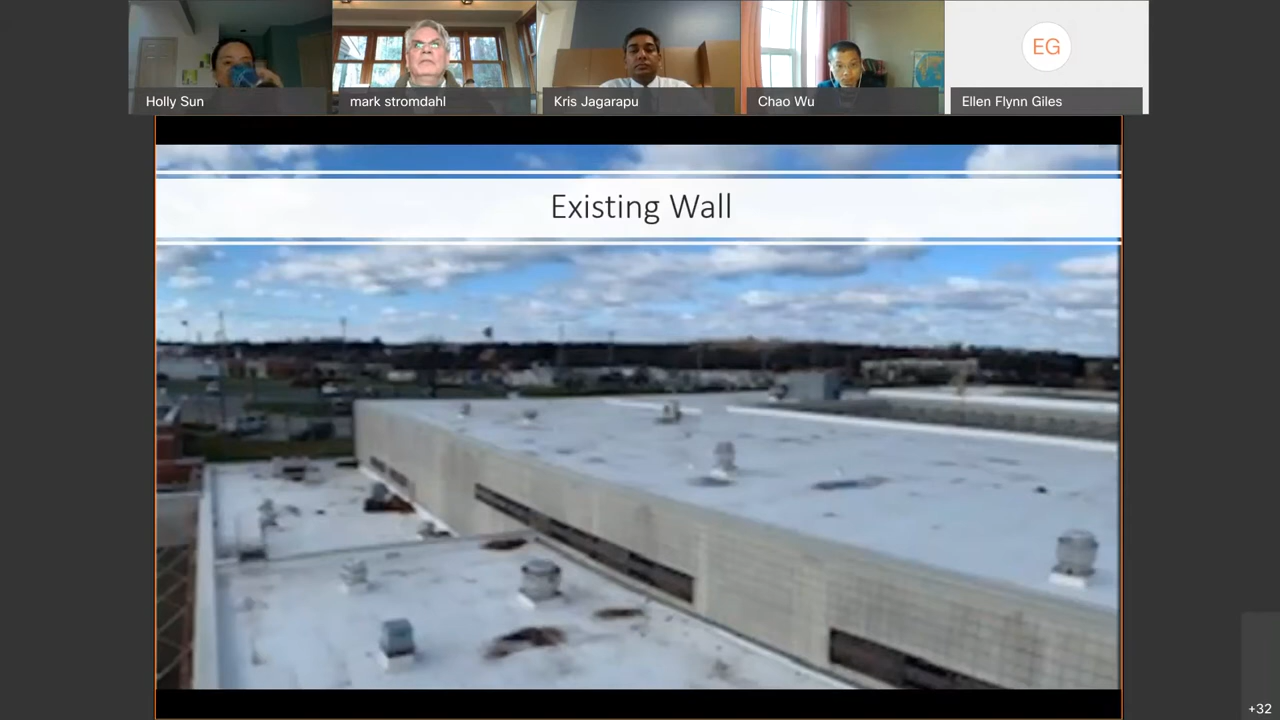 Holly Sun
mark stromdahl
Kris Jagarapu
Chao Wu
EG
Ellen Flynn Giles
Existing Wall
+32